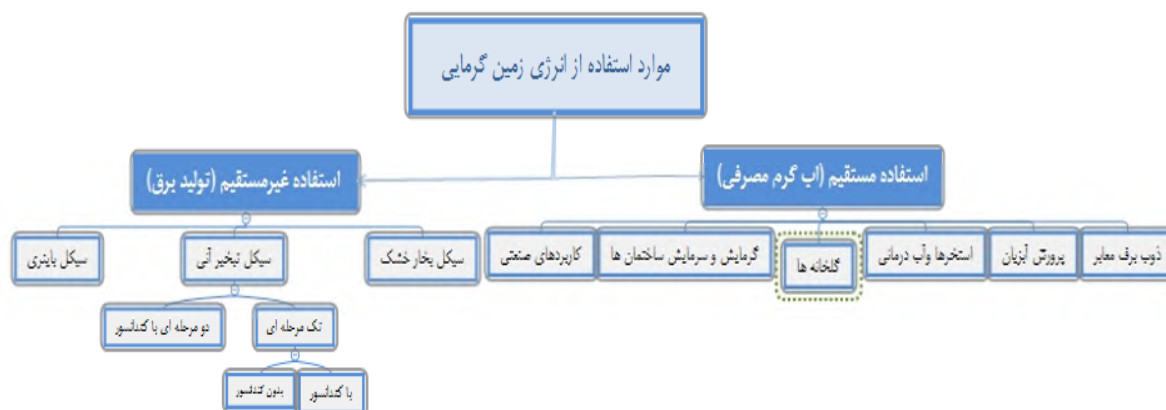 موارد استفاده از انرژی زمین گرمایی
استفاده مستقیم (اب گرم مصرفی)
استفاده غیرمستقیم (تولید برق)
ذوب برف معابر
پرورش آبزیان
استخرها وآب درمانی
گلخانه ها
گرمایش و سرمایش ساختمان ها
کاربردهای صنعتی
سیکل بخار خشک
سیکل تبخیر آنی
سیکل باینری
تک مرحله ای
دو مرحله ای با کندانسور
با کندانسور
بدون کندانسور